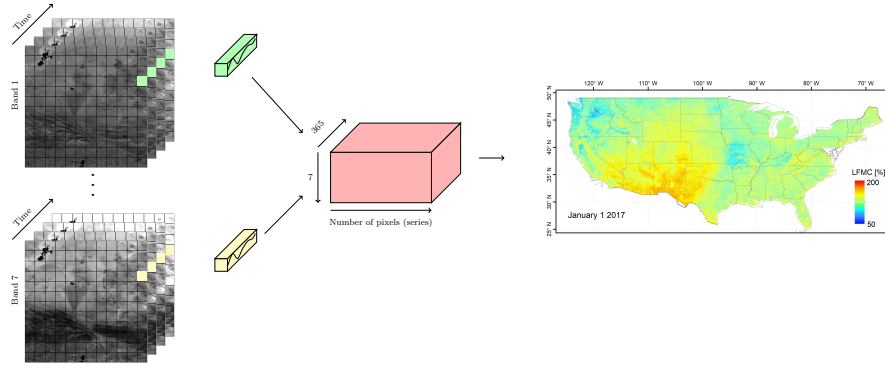 Time
Band 1
Time
Band 7
365
7
Number of pixels (series)
120° W
110° W
100° W
90° W
80° W
70° W
50° N
45° N
40° N
35° N
30° N
25° N
LFMC [%]
200
50
January 1 2017